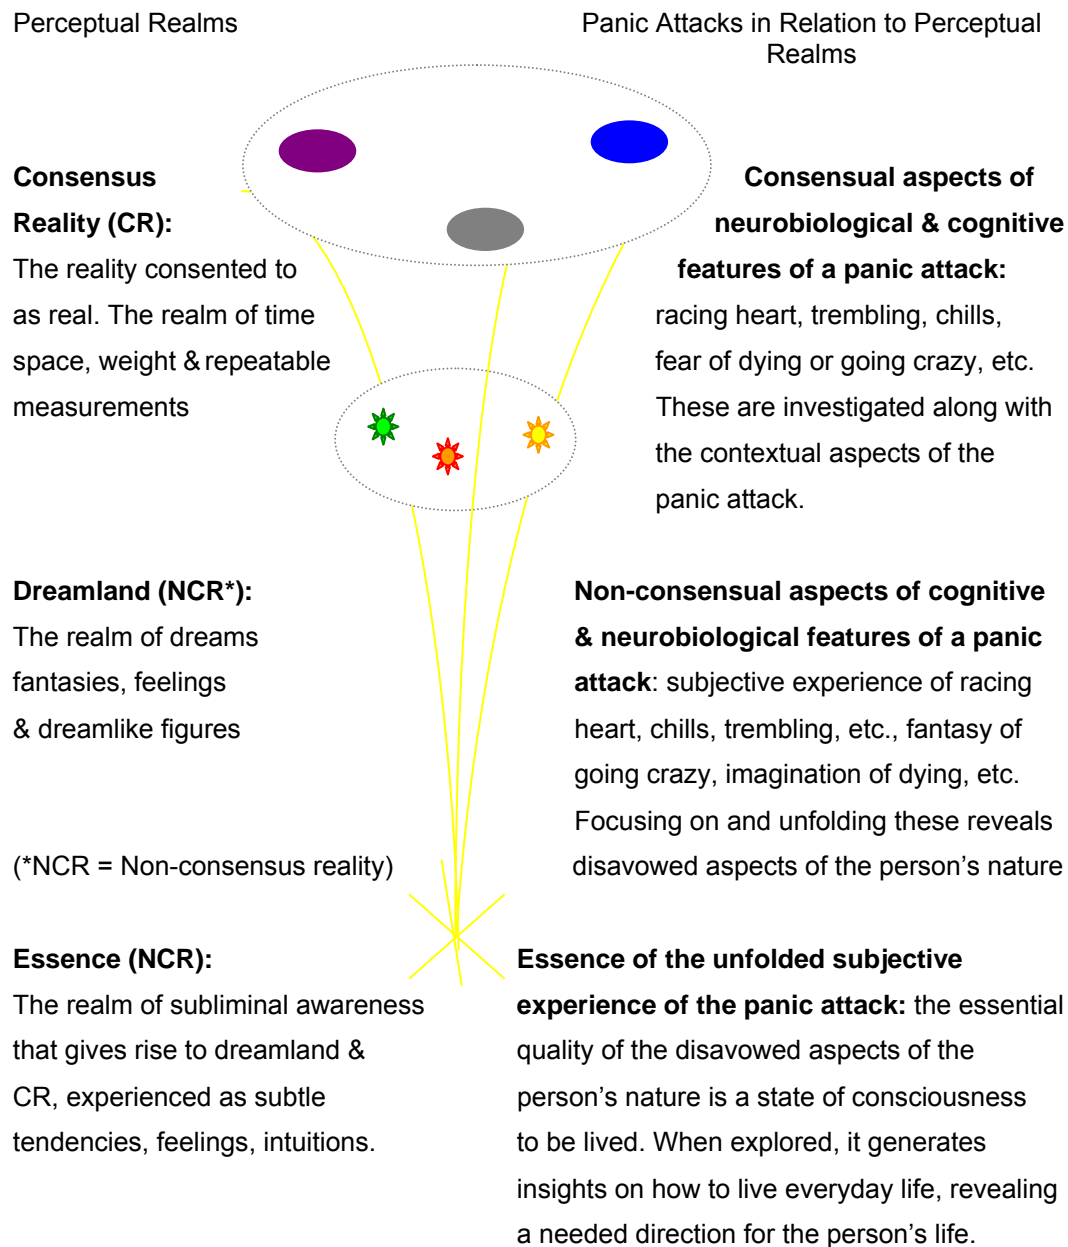 Perceptual Realms
Panic Attacks in Relation to Perceptual
Realms
Consensus
Reality (CR):
The reality consented to
as real. The realm of time
space, weight & repeatable
measurements
Consensual aspects of
neurobiological & cognitive
features of a panic attack:
racing heart, trembling, chills,
fear of dying or going crazy, etc.
These are investigated along with
the contextual aspects of the
panic attack.
Dreamland (NCR*):
The realm of dreams
fantasies, feelings
& dreamlike figures
(*NCR = Non-consensus reality)
Non-consensual aspects of cognitive
& neurobiological features of a panic
attack: subjective experience of racing
heart, chills, trembling, etc., fantasy of
going crazy, imagination of dying, etc.
Focusing on and unfolding these reveals
disavowed aspects of the person’s nature
Essence (NCR):
The realm of subliminal awareness
that gives rise to dreamland &
CR, experienced as subtle
tendencies, feelings, intuitions.
Essence of the unfolded subjective
experience of the panic attack: the essential
quality of the disavowed aspects of the
person’s nature is a state of consciousness
to be lived. When explored, it generates
insights on how to live everyday life, revealing
a needed direction for the person’s life.